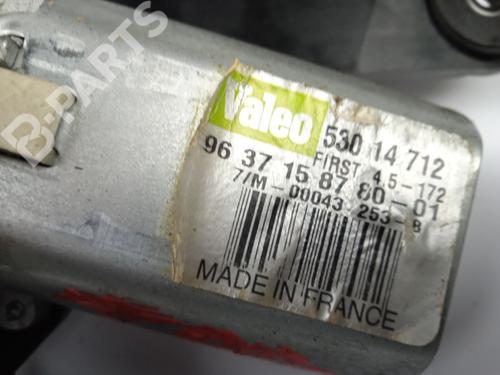 B-PARTS
Valeo
530 14 712
FIRST 4,5-172
96 37 15 87 80-01
7/M-00043 253-B
MADE IN FRANCE